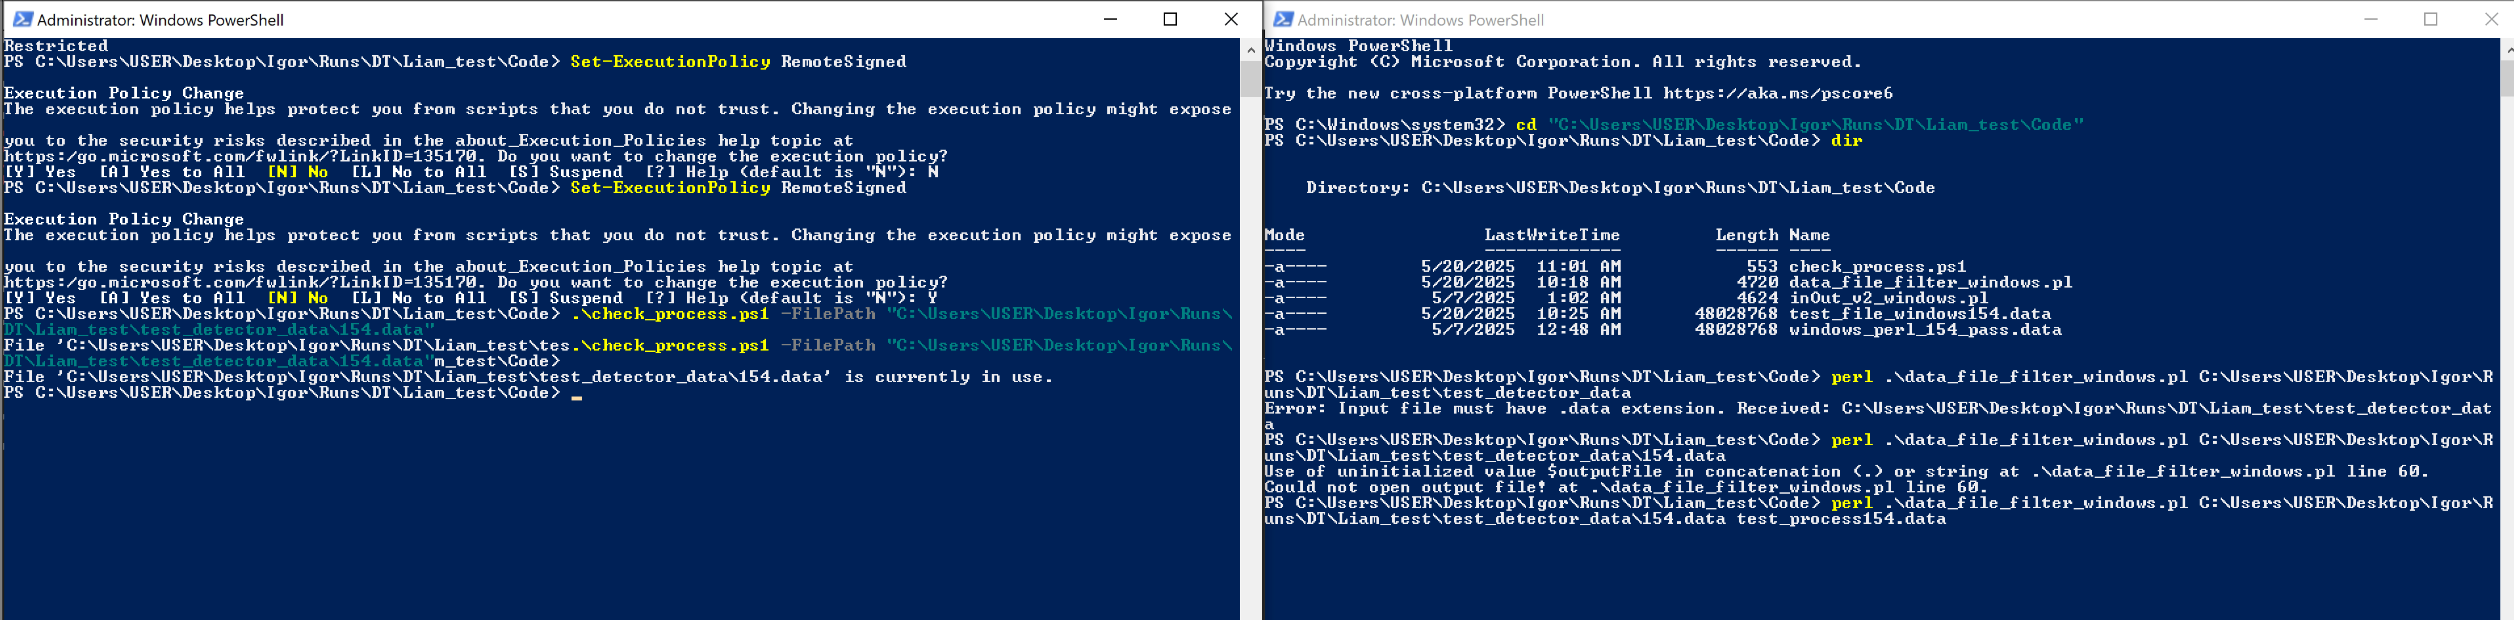 Administrator: Windows PowerShell
Restricted
PS C:\Users\USER\Desktop\Igor\Runs\DT\Liam_test\Code> Set-ExecutionPolicy RemoteSigned
Execution Policy Change
The execution policy helps protect you from scripts that you do not trust. Changing the execution policy might expose
you to the security risks described in the about_Execution_Policies help topic at
https:/go.microsoft.com/fwlink/?LinkID=135170. Do you want to change the execution policy?
[Y] Yes  [A] Yes to All  [N] No  [L] No to All  [S] Suspend  [?] Help (default is "N"): N
PS C:\Users\USER\Desktop\Igor\Runs\DT\Liam_test\Code> Set-ExecutionPolicy RemoteSigned
Execution Policy Change
The execution policy helps protect you from scripts that you do not trust. Changing the execution policy might expose
you to the security risks described in the about_Execution_Policies help topic at
https:/go.microsoft.com/fwlink/?LinkID=135170. Do you want to change the execution policy?
[Y] Yes  [A] Yes to All  [N] No  [L] No to All  [S] Suspend  [?] Help (default is "N"): Y
PS C:\Users\USER\Desktop\Igor\Runs\DT\Liam_test\Code> .\check_process.ps1 -FilePath "C:\Users\USER\Desktop\Igor\Runs\
DT\Liam_test\test_detector_data\154.data"
File 'C:\Users\USER\Desktop\Igor\Runs\DT\Liam_test\tes.\check_process.ps1 -FilePath "C:\Users\USER\Desktop\Igor\Runs\
DT\Liam_test\test_detector_data\154.data"m_test\Code>
File 'C:\Users\USER\Desktop\Igor\Runs\DT\Liam_test\test_detector_data\154.data' is currently in use.
PS C:\Users\USER\Desktop\Igor\Runs\DT\Liam_test\Code>
Administrator: Windows PowerShell
Windows PowerShell
Copyright (C) Microsoft Corporation. All rights reserved.
Try the new cross-platform PowerShell https://aka.ms/pscore6
PS C:\Windows\system32> cd "C:\Users\USER\Desktop\Igor\Runs\DT\Liam_test\Code"
PS C:\Users\USER\Desktop\Igor\Runs\DT\Liam_test\Code> dir
Directory: C:\Users\USER\Desktop\Igor\Runs\DT\Liam_test\Code
Mode                LastWriteTime         Length Name
----                -------------         ------ ----
-a----        5/20/2025  11:01 AM            553 check_process.ps1
-a----        5/20/2025  10:18 AM           4720 data_file_filter_windows.pl
-a----         5/7/2025   1:02 AM           4624 inOut_v2_windows.pl
-a----        5/20/2025  10:25 AM       48028768 test_file_windows154.data
-a----         5/7/2025  12:48 AM       48028768 windows_perl_154_pass.data
PS C:\Users\USER\Desktop\Igor\Runs\DT\Liam_test\Code> perl .\data_file_filter_windows.pl C:\Users\USER\Desktop\Igor\R
uns\DT\Liam_test\test_detector_data
Error: Input file must have .data extension. Received: C:\Users\USER\Desktop\Igor\Runs\DT\Liam_test\test_detector_dat
a
PS C:\Users\USER\Desktop\Igor\Runs\DT\Liam_test\Code> perl .\data_file_filter_windows.pl C:\Users\USER\Desktop\Igor\R
uns\DT\Liam_test\test_detector_data\154.data
Use of uninitialized value $outputFile in concatenation (.) or string at .\data_file_filter_windows.pl line 60.
Could not open output file! at .\data_file_filter_windows.pl line 60.
PS C:\Users\USER\Desktop\Igor\Runs\DT\Liam_test\Code> perl .\data_file_filter_windows.pl C:\Users\USER\Desktop\Igor\R
uns\DT\Liam_test\test_detector_data\154.data test_process154.data